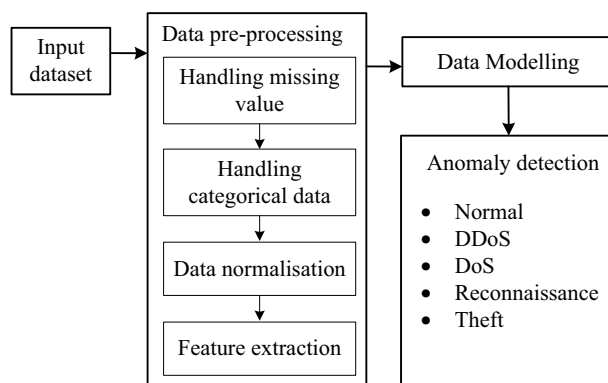 Input
dataset
Data pre-processing
Handling missing
value
Handling
categorical data
Data normalisation
Feature extraction
Data Modelling
Anomaly detection
• Normal
• DDoS
• DoS
• Reconnaissance
• Theft